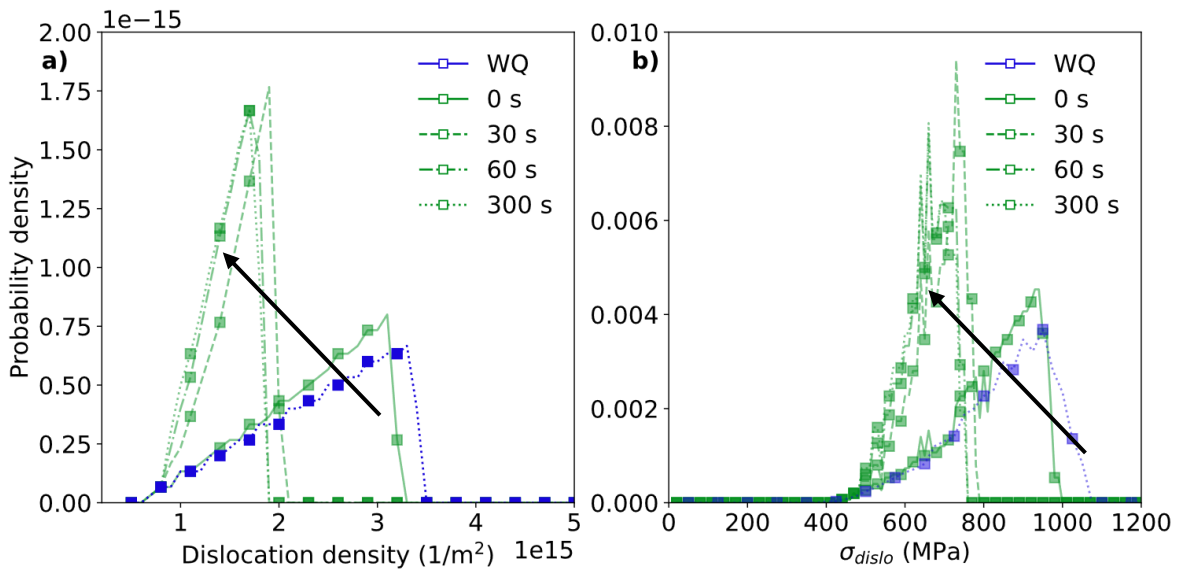 1e−15
a)
2.00
1.75
1.50
1.25
1.00
0.75
0.50
0.25
0.00
Probability density
WQ
0 s
30 s
60 s
300 s
1 2 3 4 5
1e15
Dislocation density (1/m²)
b)
0.010
0.008
0.006
0.004
0.002
0.000
WQ
0 s
30 s
60 s
300 s
0 200 400 600 800 1000 1200
σdislo (MPa)